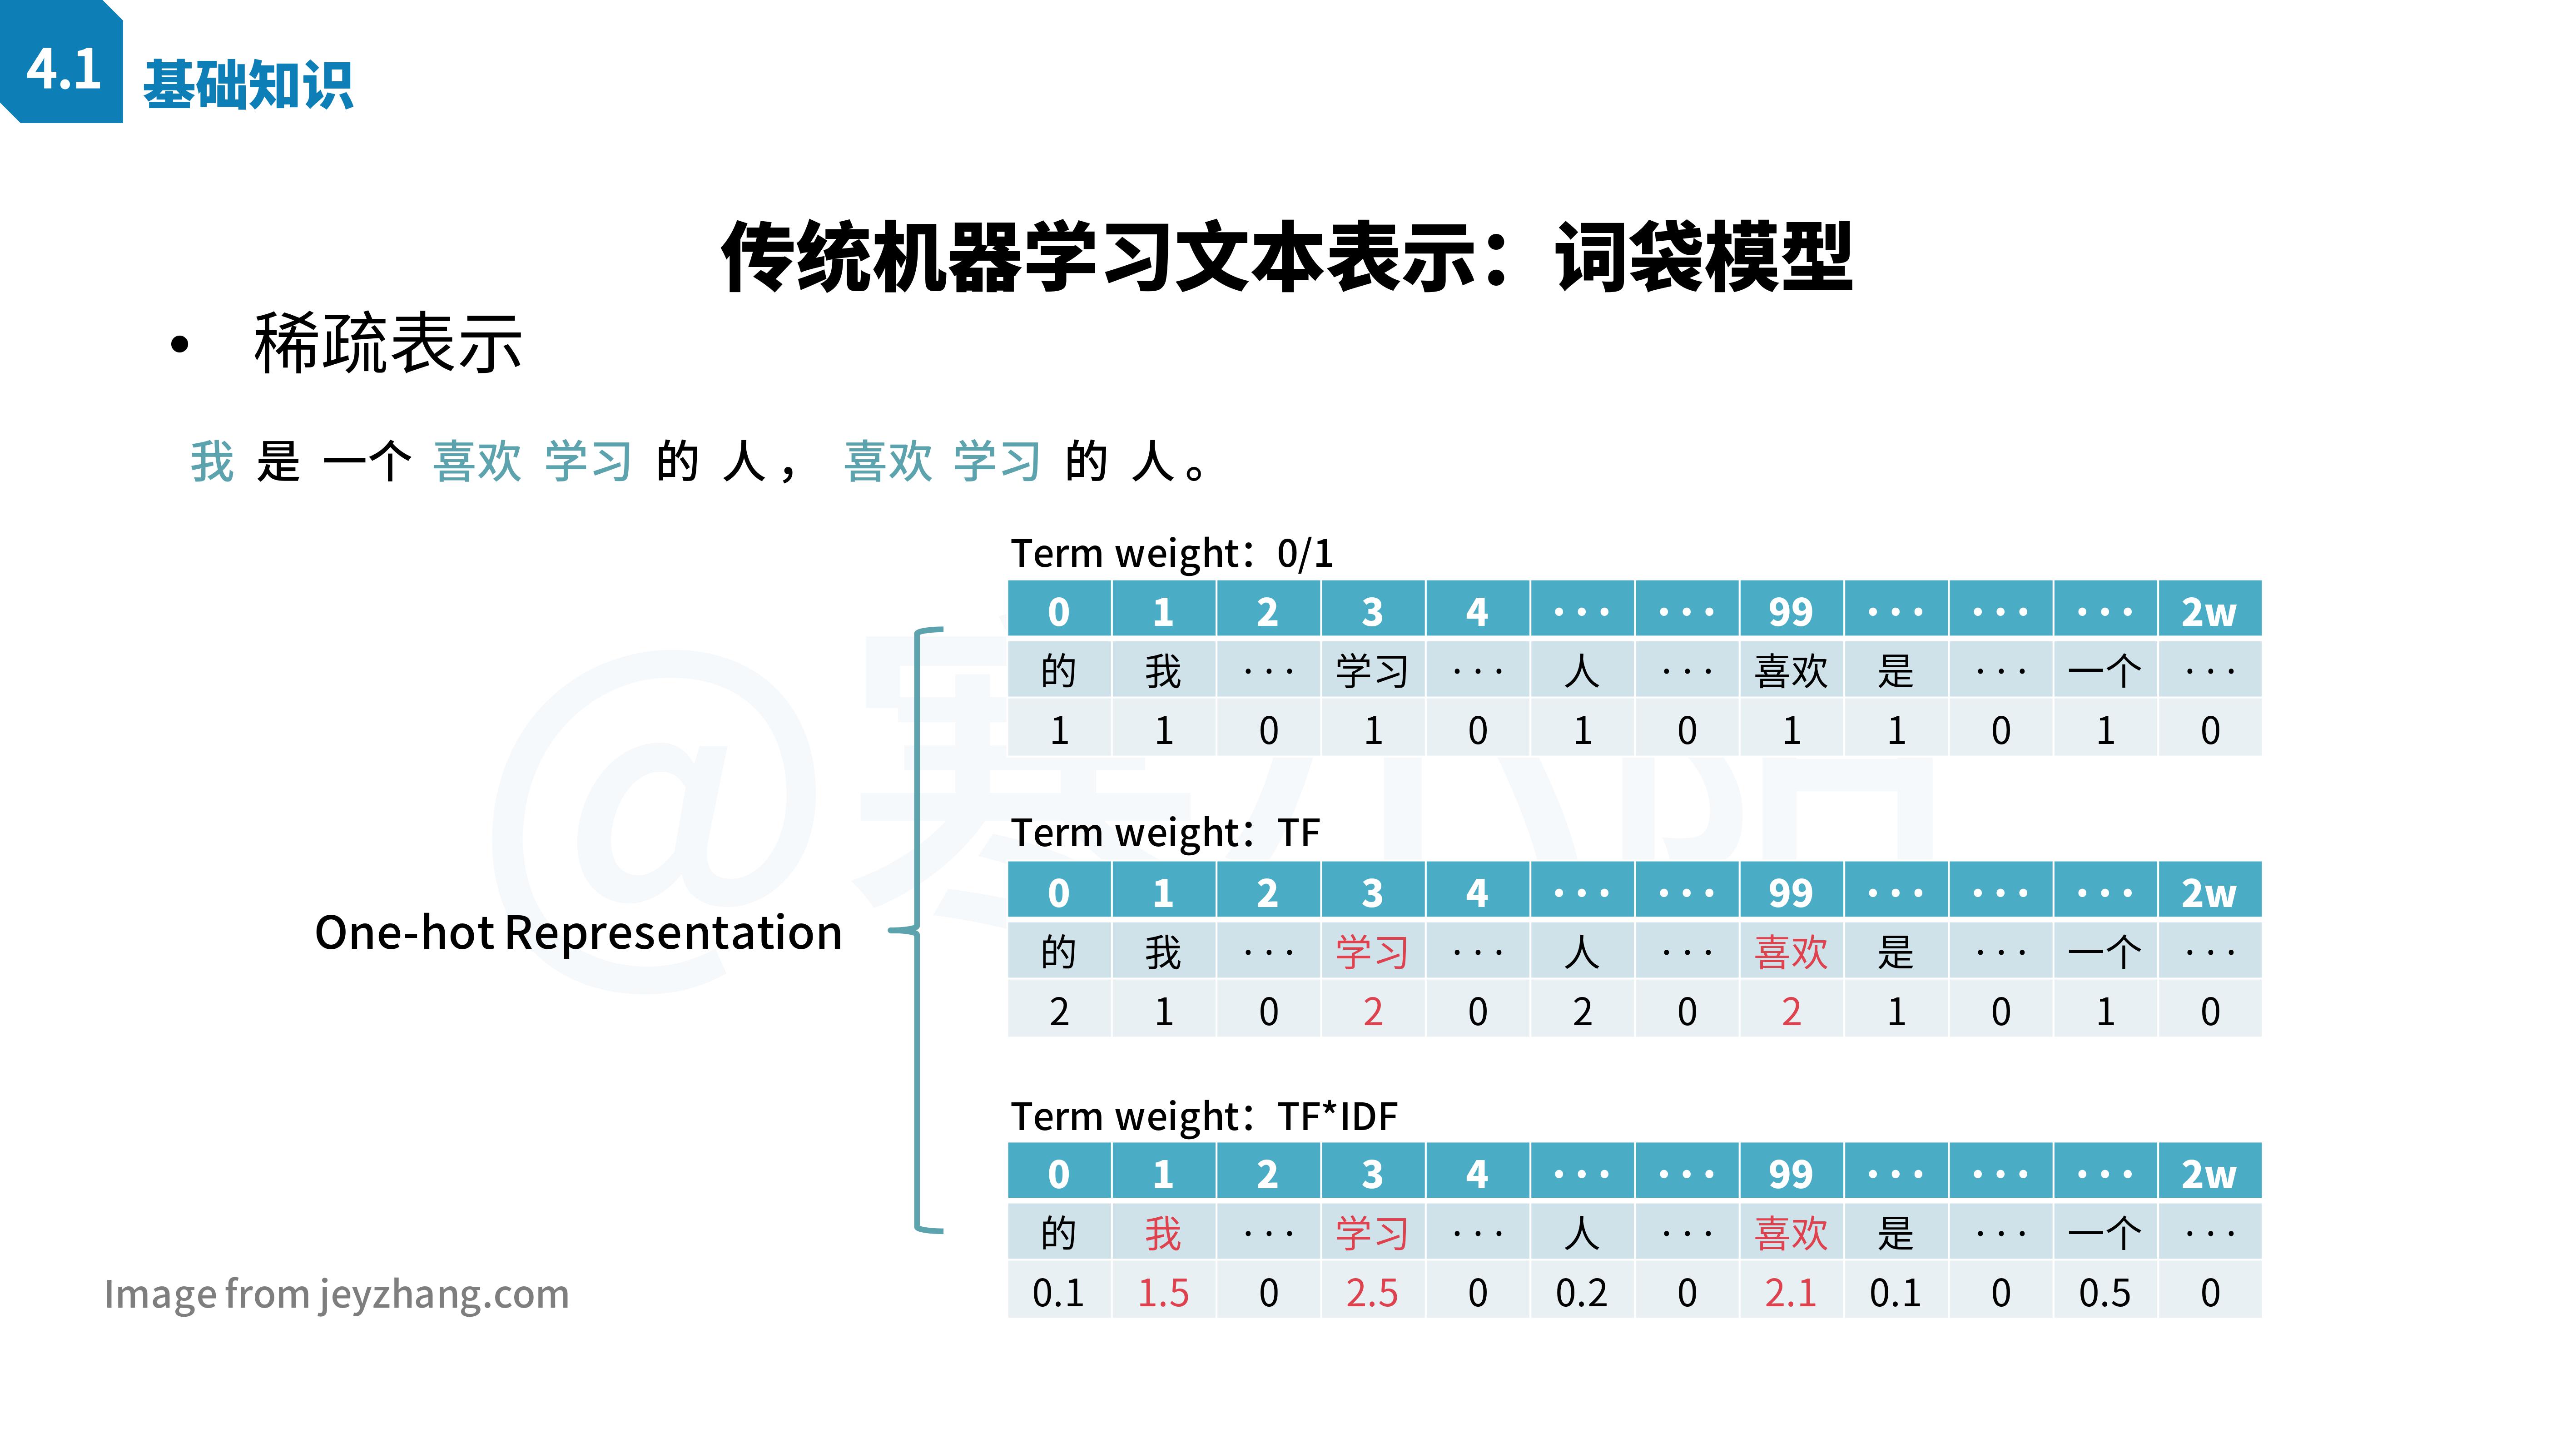 4.1 基础知识
传统机器学习文本表示：词袋模型
• 稀疏表示
我 是 一个 喜欢 学习 的 人， 喜欢 学习 的 人。
Term weight：0/1
0 1 2 3 4 ··· ··· 99 ··· ··· ··· 2w
的 我 ··· 学习 ··· 人 ··· 喜欢 是 ··· 一个 ···
1 1 0 1 0 1 0 1 1 0 1 0
Term weight：TF
0 1 2 3 4 ··· ··· 99 ··· ··· ··· 2w
的 我 ··· 学习 ··· 人 ··· 喜欢 是 ··· 一个 ···
2 1 0 2 0 2 0 2 1 0 1 0
One-hot Representation
Term weight：TF*IDF
0 1 2 3 4 ··· ··· 99 ··· ··· ··· 2w
的 我 ··· 学习 ··· 人 ··· 喜欢 是 ··· 一个 ···
0.1 1.5 0 2.5 0 0.2 0 2.1 0.1 0 0.5 0
Image from jeyzhang.com